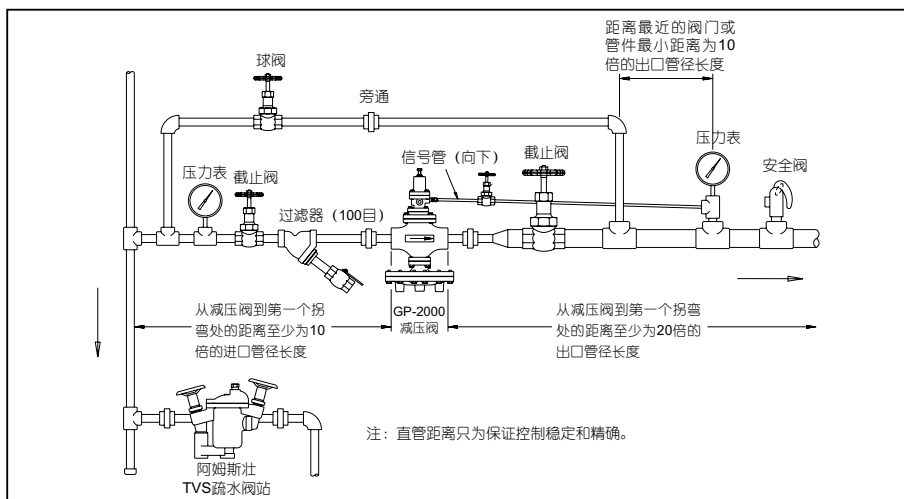 距离最近的阀门或
管件最小距离为10
倍的出口管径长度
球阀
旁通
压力表
截止阀
过滤器（100目）
信号管（向下）
截止阀
压力表
安全阀
从减压阀到第一个拐
弯处的距离至少为10
倍的进口管径长度
GP-2000
减压阀
从减压阀到第一个拐弯
处的距离至少为20倍的
出口管径长度
注：直管距离只为保证控制稳定和精确。
阿姆斯壮
TVS疏水阀站